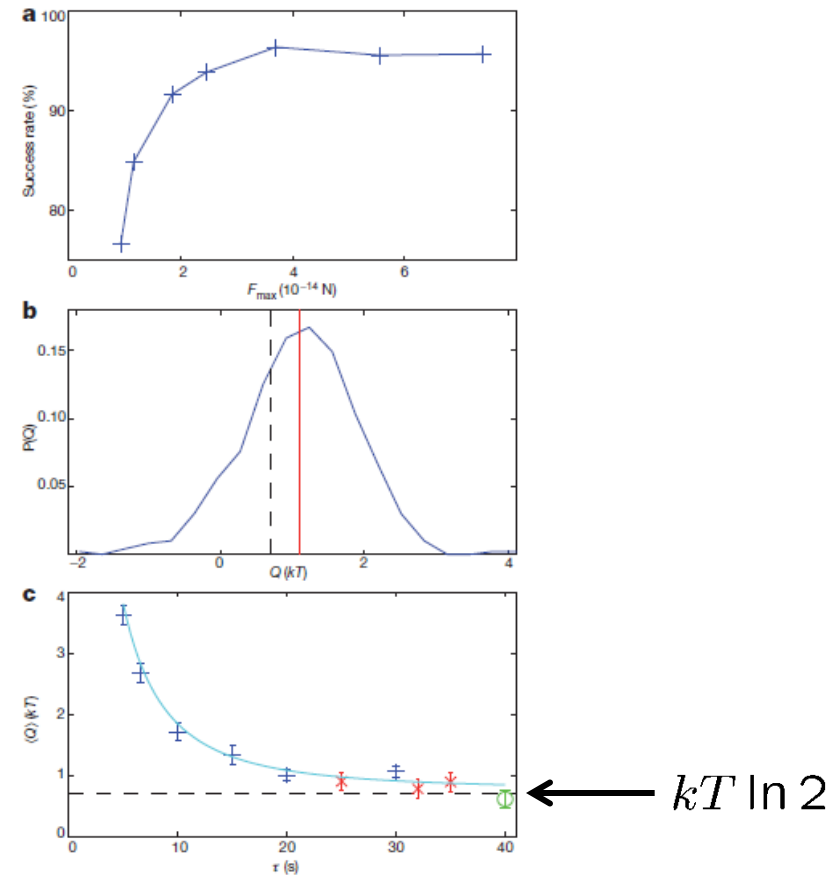 a
100
90
80
Success rate (%)
0 2 4 6
Fmax (10⁻¹⁴ N)
b
0.15
0.10
0.05
P(Q)
−2 0 2 4
Q (kT)
c
4
3
2
1
0
⟨Q⟩ (kT)
kT ln 2
0 10 20 30 40
τ (s)